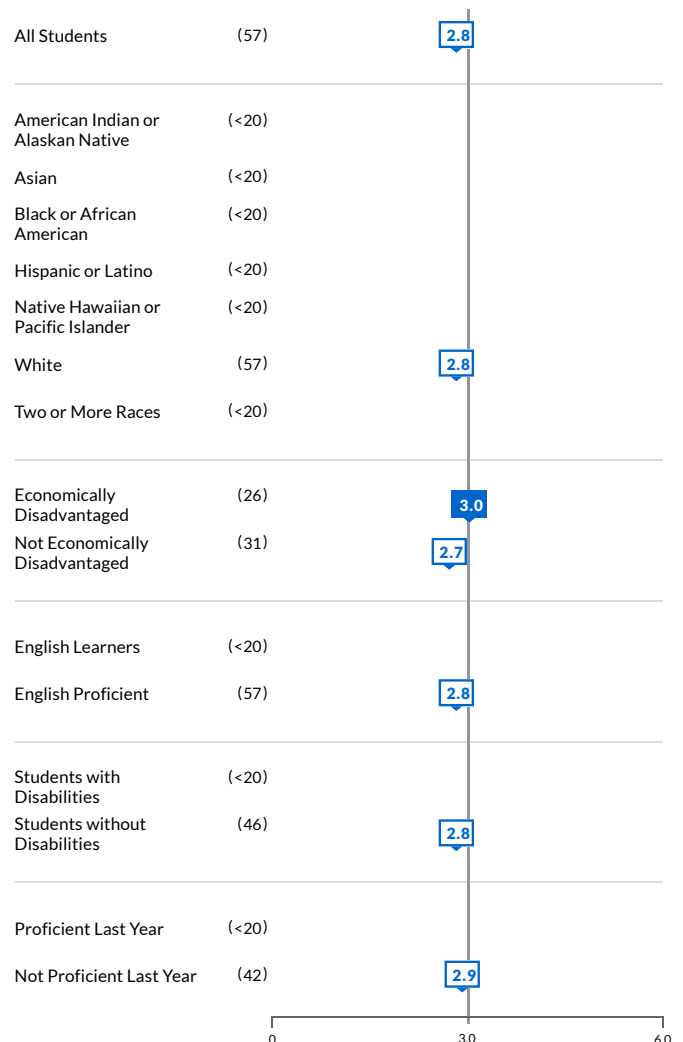 All Students (57) 2.8
American Indian or (<20)
Alaskan Native
Asian (<20)
Black or African (<20)
American
Hispanic or Latino (<20)
Native Hawaiian or (<20)
Pacific Islander
White (57) 2.8
Two or More Races (<20)
Economically (26) 3.0
Disadvantaged
Not Economically (31) 2.7
Disadvantaged
English Learners (<20)
English Proficient (57) 2.8
Students with (<20)
Disabilities
Students without (46) 2.8
Disabilities
Proficient Last Year (<20)
Not Proficient Last Year (42) 2.9
0 3.0 6.0